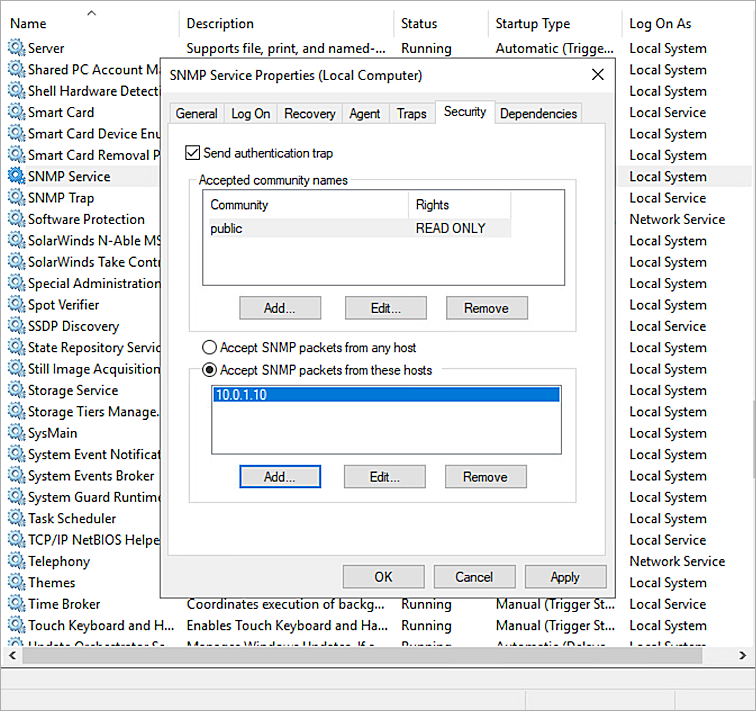 Name Description Status Startup Type Log On As
Server Supports file, print, and named-... Running Automatic (Trigge... Local System
SNMP Service Properties (Local Computer)
Shared PC Account M Local System
Shell Hardware Detecti Local System
General Log On Recovery Agent Traps Security Dependencies
Smart Card Local Service
Smart Card Device Enu Local System
Smart Card Removal P Local System
Send authentication trap
SNMP Service Local System
Accepted community names
SNMP Trap Local Service
Community Rights
Software Protection Network Service
public READ ONLY
SolarWinds N-Able MS Local System
SolarWinds Take Contr Local System
Special Administration Local System
Spot Verifier Local System
Add... Edit... Remove
SSDP Discovery Local Service
State Repository Servic Local System
Accept SNMP packets from any host
Still Image Acquisition Local System
Accept SNMP packets from these hosts
Storage Service Local System
10.0.1.10
Storage Tiers Manage. Local System
SysMain Local System
System Event Notificat Local System
System Events Broker Local System
Add... Edit... Remove
System Guard Runtime Local System
Task Scheduler Local System
TCP/IP NetBIOS Helpe Local Service
Telephony Network Service
OK Cancel Apply
Themes Local System
Time Broker Coordinates execution of backg... Running Manual (Trigger St... Local Service
Touch Keyboard and H... Enables Touch Keyboard and Ha... Running Manual (Trigger St... Local System